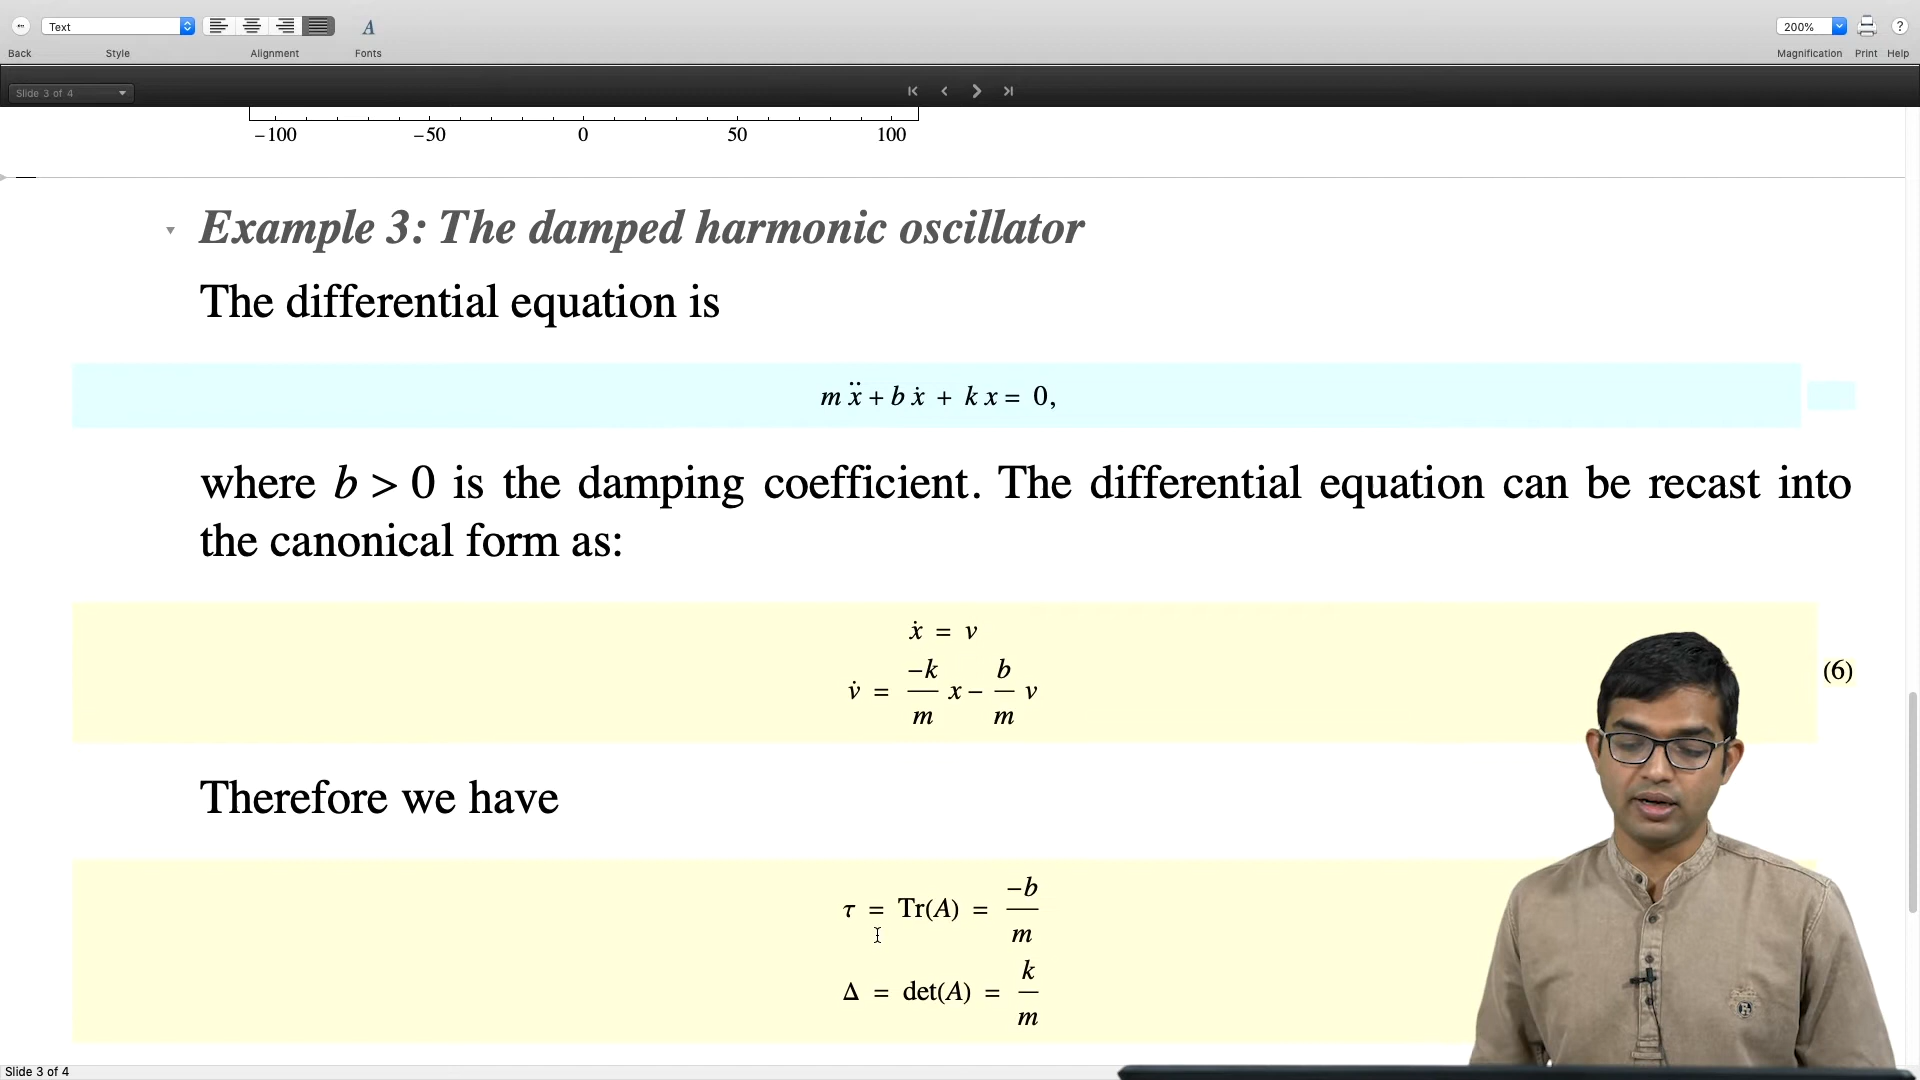 Text
200%
Back
Style
Alignment
Fonts
Magnification
Print
Help
Slide 3 of 4
−100 −50 0 50 100
Example 3: The damped harmonic oscillator
The differential equation is
m ẍ + b ẋ + k x = 0,
where b > 0 is the damping coefficient. The differential equation can be recast into
the canonical form as:
ẋ = v
v̇ = −k/m x − b/m v
(6)
Therefore we have
τ = Tr(A) = −b/m
Δ = det(A) = k/m
Slide 3 of 4